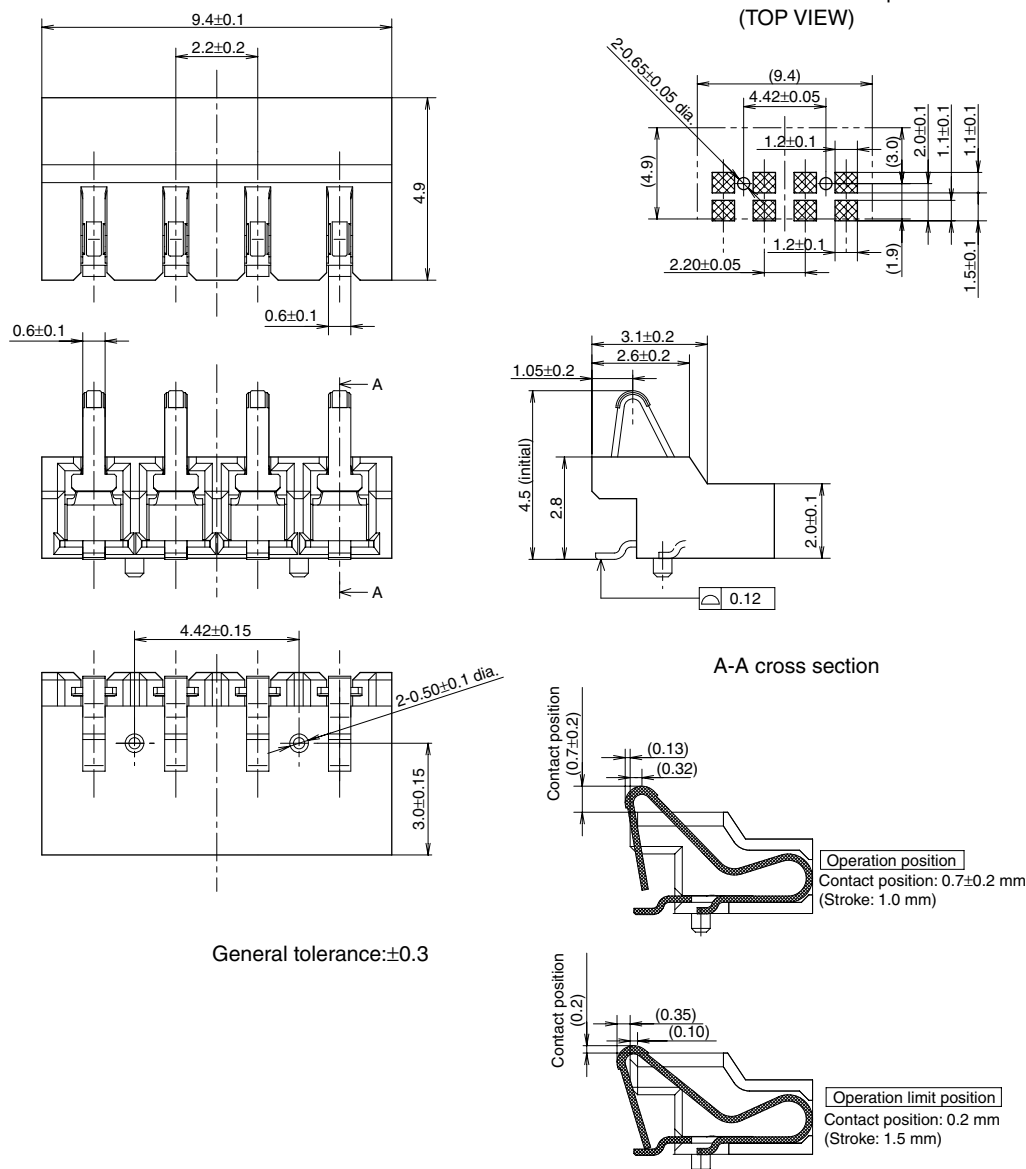 (TOP VIEW)
9.4±0.1
2.2±0.2
4.9
0.6±0.1
2-0.65±0.05 dia.
(9.4)
4.42±0.05
1.2±0.1
(4.9)
(3.0)
2.0±0.1
1.1±0.1
1.1±0.1
1.2±0.1
2.20±0.05
(1.9)
1.5±0.1
0.6±0.1
A
A
3.1±0.2
2.6±0.2
1.05±0.2
4.5 (initial)
2.8
2.0±0.1
0.12
4.42±0.15
2-0.50±0.1 dia.
3.0±0.15
General tolerance:±0.3
A-A cross section
Contact position
(0.7±0.2)
(0.13)
(0.32)
Operation position
Contact position: 0.7±0.2 mm
(Stroke: 1.0 mm)
Contact position
(0.2)
(0.35)
(0.10)
Operation limit position
Contact position: 0.2 mm
(Stroke: 1.5 mm)